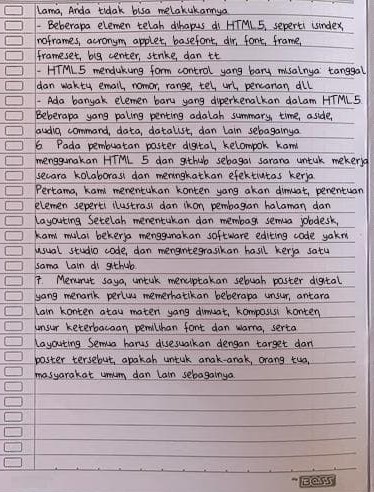 lama, Anda tidak bisa melakukannya
- Beberapa elemen telah dihapus di HTML5, seperti isindex,
noframes, acronym, applet, basefont, dir, font, frame,
frameset, big, center, strike, dan tt
- HTML5 mendukung form control yang baru, misalnya tanggal
dan waktu, email, nomor, range, tel, url, pencarian, dll
- Ada banyak elemen baru yang diperkenalkan dalam HTML5.
Beberapa yang paling penting adalah summary, time, aside,
audio, command, data, datalist, dan lain sebagainya
6. Pada pembuatan poster digital, kelompok kami
menggunakan HTML 5 dan github sebagai sarana untuk mekerja
secara kolaborasi dan meningkatkan efektivitas kerja.
Pertama, kami menentukan konten yang akan dimuat, penentuan
elemen seperti ilustrasi dan ikon, pembagian halaman, dan
layouting. Setelah menentukan dan membagi semua jobdesk,
kami mulai bekerja menggunakan software editing code yakni
visual studio code, dan mengintegrasikan hasil kerja satu
sama lain di github.
7. Menurut saya, untuk menciptakan sebuah poster digital
yang menarik perluu memerhatikan beberapa unsur, antara
lain konten atau materi yang dimuat, komposisi konten,
unsur keterbacaan, pemilihan font dan warna, serta
layouting. Semua harus disesuaikan dengan target dari
poster tersebut, apakah untuk anak-anak, orang tua,
masyarakat umum, dan lain sebagainya.
BOSS